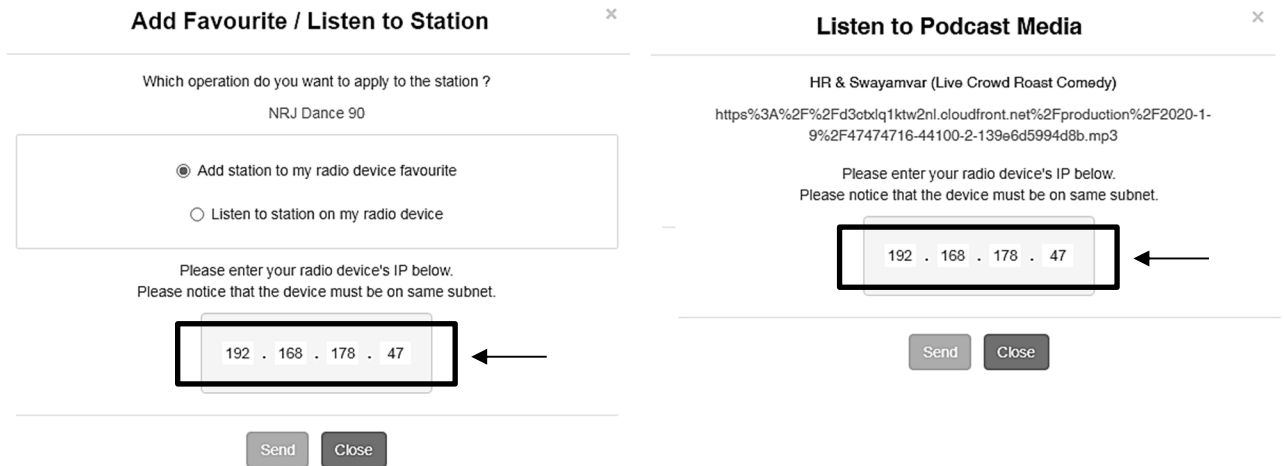 Add Favourite / Listen to Station
×
Which operation do you want to apply to the station ?
NRJ Dance 90
Add station to my radio device favourite
Listen to station on my radio device
Please enter your radio device's IP below.
Please notice that the device must be on same subnet.
192 . 168 . 178 . 47
Send Close
Listen to Podcast Media
×
HR & Swayamvar (Live Crowd Roast Comedy)
https%3A%2F%2Fd3ctxlq1ktw2nl.cloudfront.net%2Fproduction%2F2020-1-
9%2F47474716-44100-2-139e6d5994d8b.mp3
Please enter your radio device's IP below.
Please notice that the device must be on same subnet.
192 . 168 . 178 . 47
Send Close